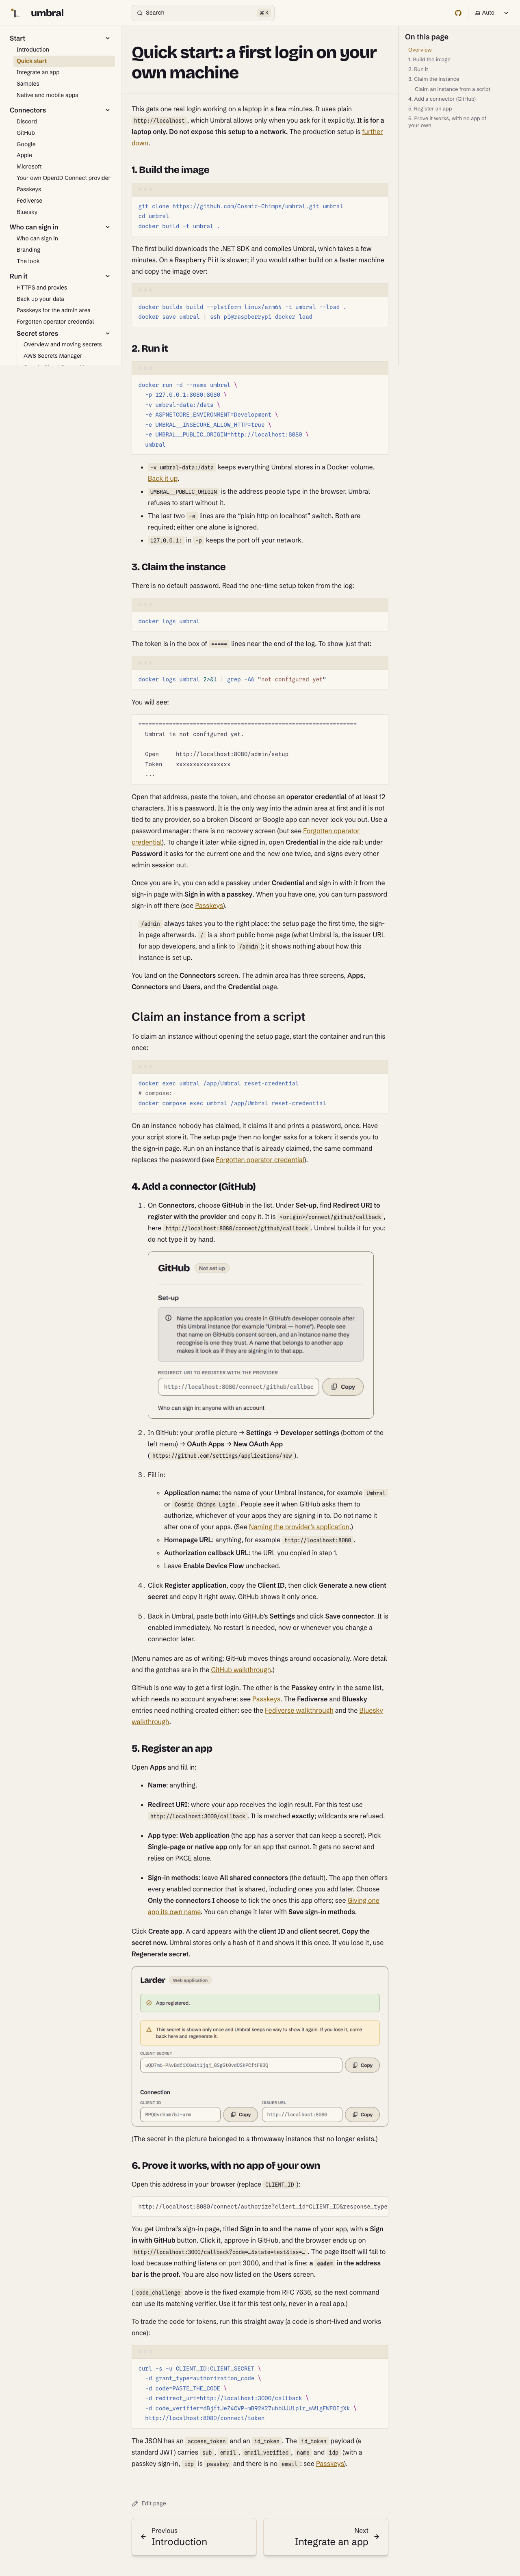 umbral
Search
⌘ K
Auto
Start
Introduction
Quick start
Integrate an app
Samples
Native and mobile apps
Connectors
Discord
GitHub
Google
Apple
Microsoft
Your own OpenID Connect provider
Passkeys
Fediverse
Bluesky
Who can sign in
Who can sign in
Branding
The look
Run it
HTTPS and proxies
Back up your data
Passkeys for the admin area
Forgotten operator credential
Secret stores
Overview and moving secrets
AWS Secrets Manager
On this page
Overview
1. Build the image
2. Run it
3. Claim the instance
Claim an instance from a script
4. Add a connector (GitHub)
5. Register an app
6. Prove it works, with no app of
your own
Quick start: a first login on your
own machine
This gets one real login working on a laptop in a few minutes. It uses plain
http://localhost, which Umbral allows only when you ask for it explicitly. It is for a
laptop only. Do not expose this setup to a network. The production setup is further
down.
1. Build the image
git clone https://github.com/Cosmic-Chimps/umbral.git umbral
cd umbral
docker build -t umbral .
The first build downloads the .NET SDK and compiles Umbral, which takes a few
minutes. On a Raspberry Pi it is slower; if you would rather build on a faster machine
and copy the image over:
docker buildx build --platform linux/arm64 -t umbral --load .
docker save umbral | ssh pi@raspberrypi docker load
2. Run it
docker run -d --name umbral \
-p 127.0.0.1:8080:8080 \
-v umbral-data:/data \
-e ASPNETCORE_ENVIRONMENT=Development \
-e UMBRAL__INSECURE_ALLOW_HTTP=true \
-e UMBRAL__PUBLIC_ORIGIN=http://localhost:8080 \
umbral
• -v umbral-data:/data keeps everything Umbral stores in a Docker volume.
Back it up.
• UMBRAL__PUBLIC_ORIGIN is the address people type in the browser. Umbral
refuses to start without it.
• The last two -e lines are the “plain http on localhost” switch. Both are
required; either one alone is ignored.
• 127.0.0.1: in -p keeps the port off your network.
3. Claim the instance
There is no default password. Read the one-time setup token from the log:
docker logs umbral
The token is in the box of ===== lines near the end of the log. To show just that:
docker logs umbral 2>&1 | grep -A6 "not configured yet"
You will see:
================================================================
Umbral is not configured yet.
Open http://localhost:8080/admin/setup
Token xxxxxxxxxxxxxxxx
...
Open that address, paste the token, and choose an operator credential of at least 12
characters. It is a password. It is the only way into the admin area at first and it is not
tied to any provider, so a broken Discord or Google app can never lock you out. Use a
password manager: there is no recovery screen (but see Forgotten operator
credential). To change it later while signed in, open Credential in the side rail: under
Password it asks for the current one and the new one twice, and signs every other
admin session out.
Once you are in, you can add a passkey under Credential and sign in with it from the
sign-in page with Sign in with a passkey. When you have one, you can turn password
sign-in off there (see Passkeys).
/admin always takes you to the right place: the setup page the first time, the sign-
in page afterwards. / is a short public home page (what Umbral is, the issuer URL
for app developers, and a link to /admin); it shows nothing about how this
instance is set up.
You land on the Connectors screen. The admin area has three screens, Apps,
Connectors and Users, and the Credential page.
Claim an instance from a script
To claim an instance without opening the setup page, start the container and run this
once:
docker exec umbral /app/Umbral reset-credential
# compose:
docker compose exec umbral /app/Umbral reset-credential
On an instance nobody has claimed, it claims it and prints a password, once. Have
your script store it. The setup page then no longer asks for a token: it sends you to
the sign-in page. Run on an instance that is already claimed, the same command
replaces the password (see Forgotten operator credential).
4. Add a connector (GitHub)
1. On Connectors, choose GitHub in the list. Under Set-up, find Redirect URI to
register with the provider and copy it. It is <origin>/connect/github/callback,
here http://localhost:8080/connect/github/callback. Umbral builds it for you:
do not type it by hand.
GitHub Not set up
Set-up
Name the application you create in GitHub's developer console after
this Umbral instance (for example "Umbral — home"). People see
that name on GitHub's consent screen, and an instance name they
recognise is one they trust. A name that belongs to another app
makes it look as if they are signing in to that app.
REDIRECT URI TO REGISTER WITH THE PROVIDER
http://localhost:8080/connect/github/callbac
Copy
Who can sign in: anyone with an account
2. In GitHub: your profile picture → Settings → Developer settings (bottom of the
left menu) → OAuth Apps → New OAuth App
(https://github.com/settings/applications/new).
3. Fill in:
Application name: the name of your Umbral instance, for example Umbral
or Cosmic Chimps Login. People see it when GitHub asks them to
authorize, whichever of your apps they are signing in to. Do not name it
after one of your apps. (See Naming the provider's application.)
Homepage URL: anything, for example http://localhost:8080.
Authorization callback URL: the URL you copied in step 1.
Leave Enable Device Flow unchecked.
4. Click Register application, copy the Client ID, then click Generate a new client
secret and copy it right away. GitHub shows it only once.
5. Back in Umbral, paste both into GitHub's Settings and click Save connector. It is
enabled immediately. No restart is needed, now or whenever you change a
connector later.
(Menu names are as of writing; GitHub moves things around occasionally. More detail
and the gotchas are in the GitHub walkthrough.)
GitHub is one way to get a first login. The other is the Passkey entry in the same list,
which needs no account anywhere: see Passkeys. The Fediverse and Bluesky
entries need nothing created either: see the Fediverse walkthrough and the Bluesky
walkthrough.
5. Register an app
Open Apps and fill in:
• Name: anything.
• Redirect URI: where your app receives the login result. For this test use
http://localhost:3000/callback. It is matched exactly; wildcards are refused.
• App type: Web application (the app has a server that can keep a secret). Pick
Single-page or native app only for an app that cannot. It gets no secret and
relies on PKCE alone.
• Sign-in methods: leave All shared connectors (the default). The app then offers
every enabled connector that is shared, including ones you add later. Choose
Only the connectors I choose to tick the ones this app offers; see Giving one
app its own name. You can change it later with Save sign-in methods.
Click Create app. A card appears with the client ID and client secret. Copy the
secret now. Umbral stores only a hash of it and shows it this once. If you lose it, use
Regenerate secret.
Larder Web application
App registered.
This secret is shown only once and Umbral keeps no way to show it again. If you lose it, come
back here and regenerate it.
CLIENT SECRET
Copy
Connection
CLIENT ID
ISSUER URL
Copy
http://localhost:8080
Copy
(The secret in the picture belonged to a throwaway instance that no longer exists.)
6. Prove it works, with no app of your own
Open this address in your browser (replace CLIENT_ID):
http://localhost:8080/connect/authorize?client_id=CLIENT_ID&response_type
You get Umbral's sign-in page, titled Sign in to and the name of your app, with a Sign
in with GitHub button. Click it, approve in GitHub, and the browser ends up on
http://localhost:3000/callback?code=…&state=test&iss=…. The page itself will fail to
load because nothing listens on port 3000, and that is fine: a code= in the address
bar is the proof. You are also now listed on the Users screen.
(code_challenge above is the fixed example from RFC 7636, so the next command
can use its matching verifier. Use it for this test only, never in a real app.)
To trade the code for tokens, run this straight away (a code is short-lived and works
once):
curl -s -u CLIENT_ID:CLIENT_SECRET \
-d grant_type=authorization_code \
-d code=PASTE_THE_CODE \
-d redirect_uri=http://localhost:3000/callback \
-d code_verifier=dBjftJeZ4CVP-mB92K27uhbUJU1p1r_wW1gFWFOEjXk \
http://localhost:8080/connect/token
The JSON has an access_token and an id_token. The id_token payload (a
standard JWT) carries sub, email, email_verified, name and idp (with a
passkey sign-in, idp is passkey and there is no email: see Passkeys).
Edit page
Previous
Introduction
Next
Integrate an app